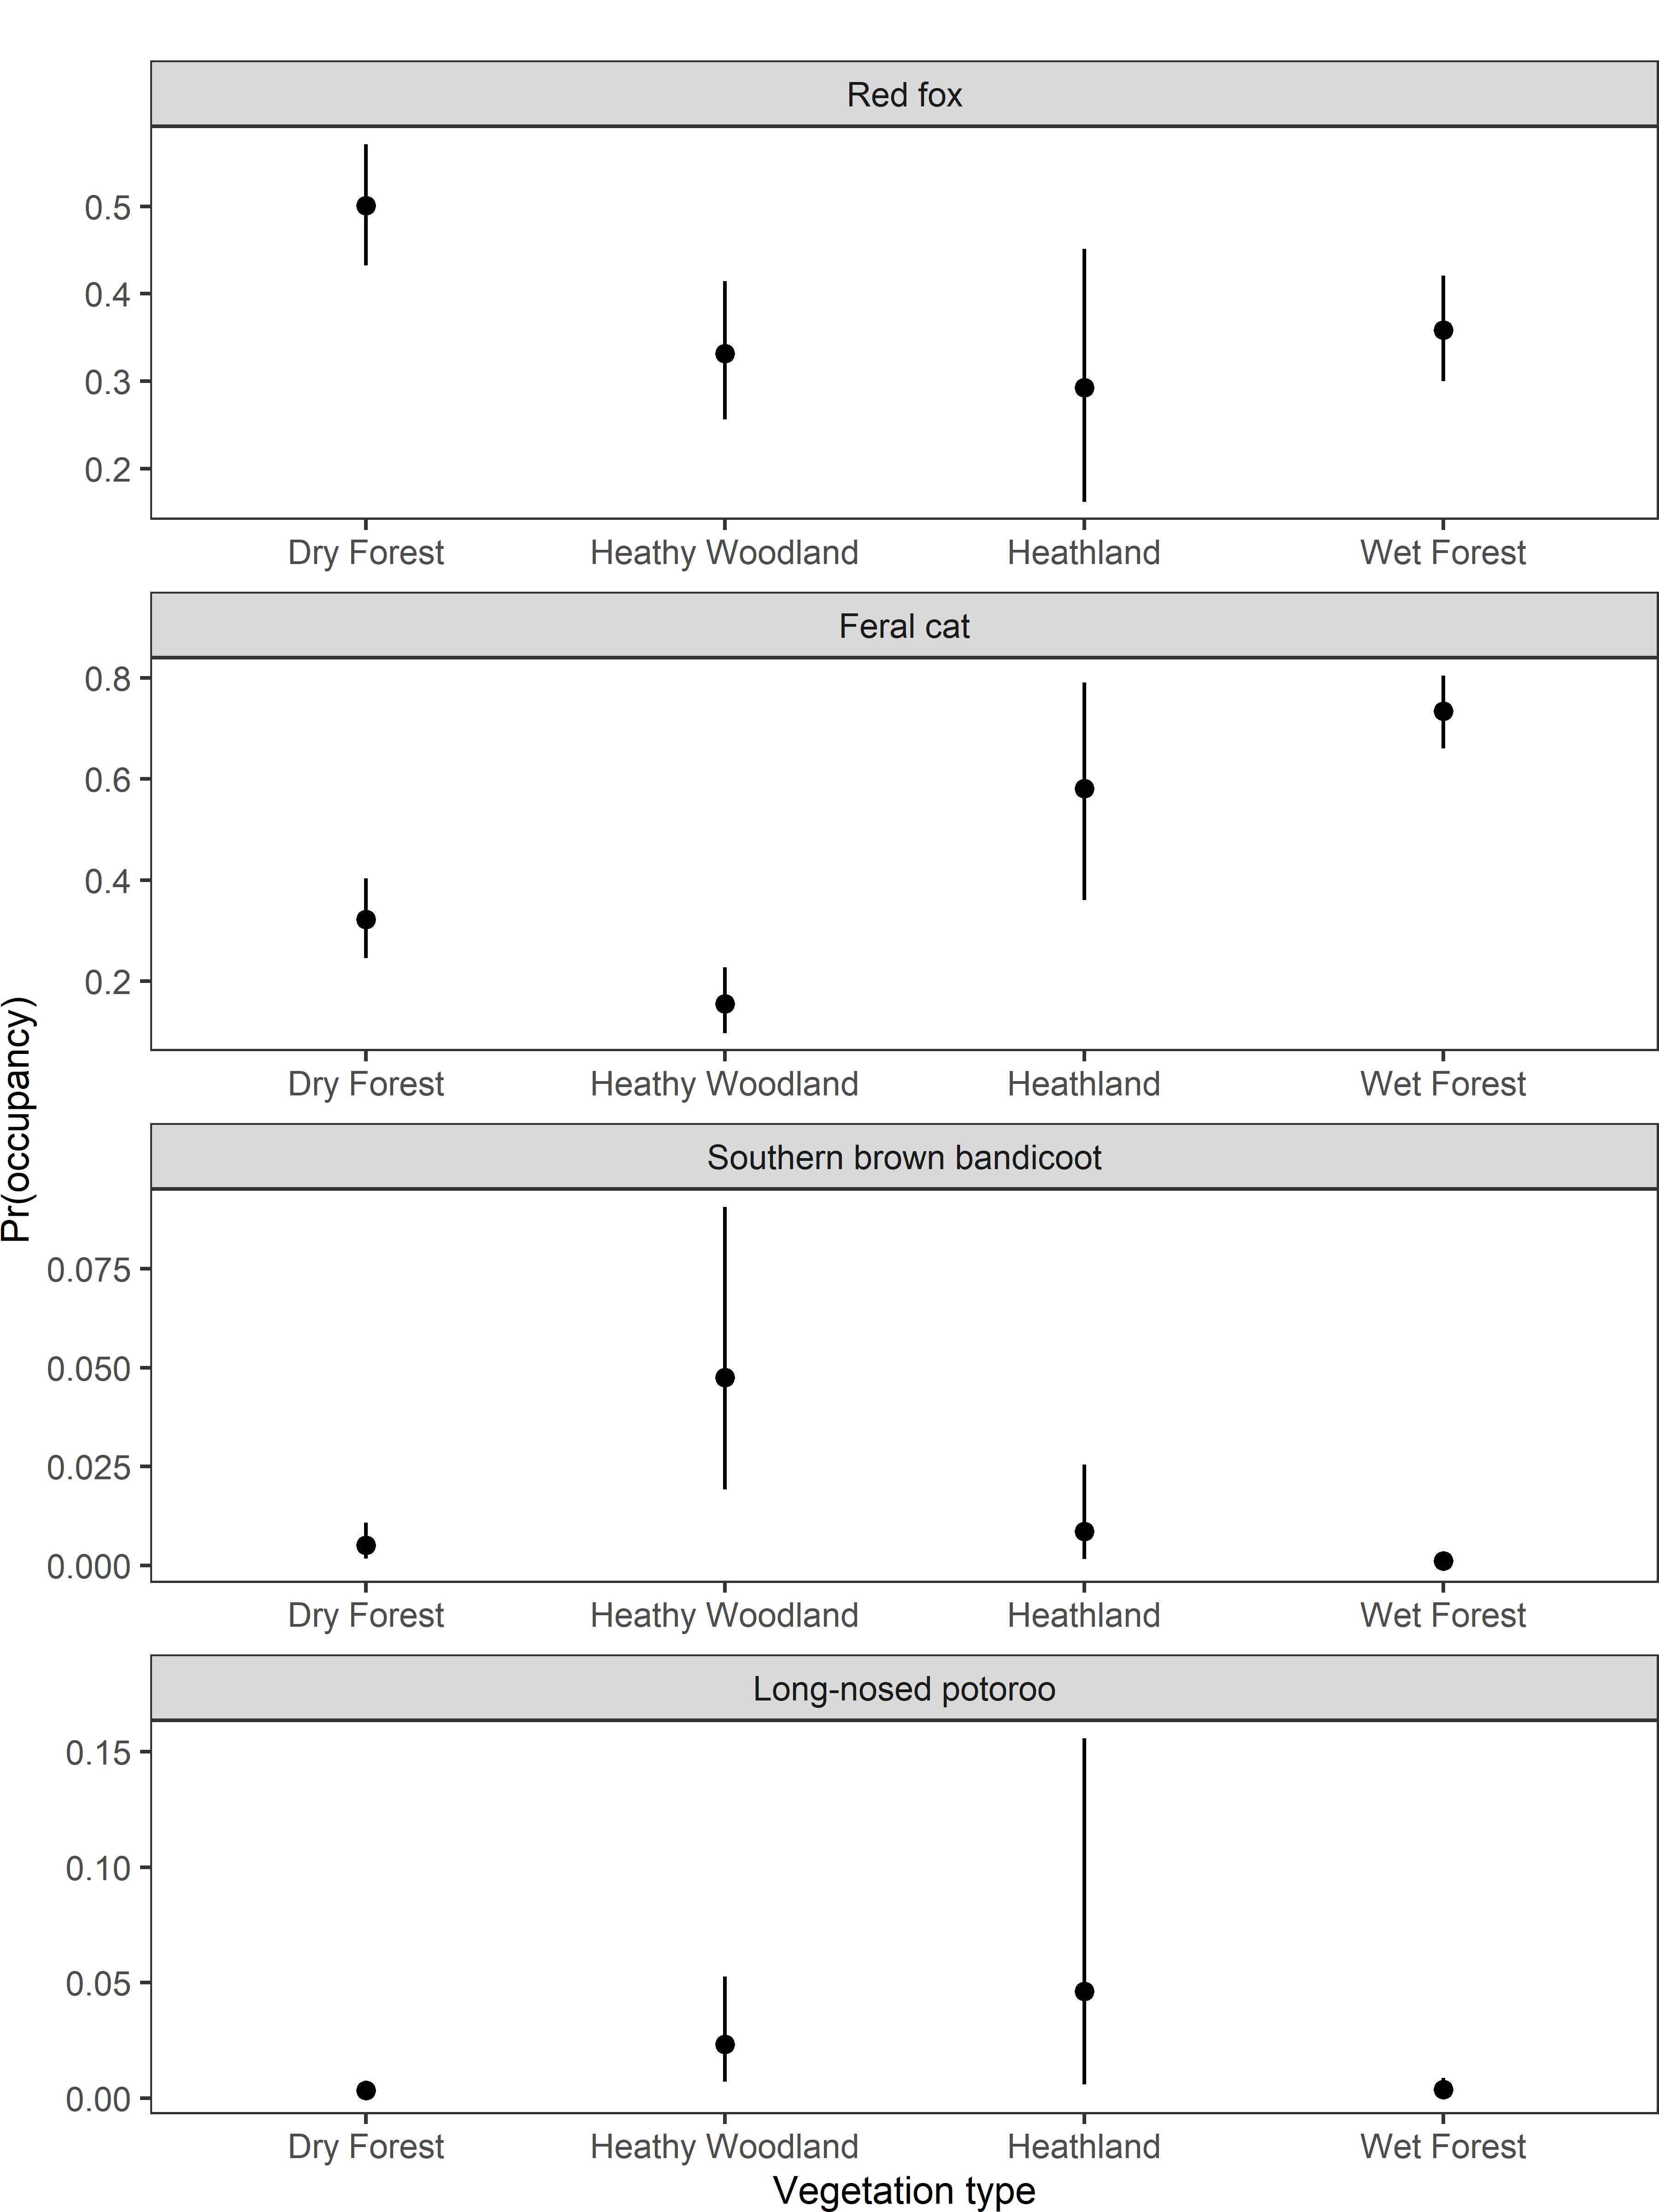 Red fox
0.5
0.4
0.3
0.2
Dry Forest Heathy Woodland Heathland Wet Forest
Feral cat
0.8
0.6
0.4
0.2
Dry Forest Heathy Woodland Heathland Wet Forest
Pr(occupancy)
Southern brown bandicoot
0.075
0.050
0.025
0.000
Dry Forest Heathy Woodland Heathland Wet Forest
Long-nosed potoroo
0.15
0.10
0.05
0.00
Dry Forest Heathy Woodland Heathland Wet Forest
Vegetation type